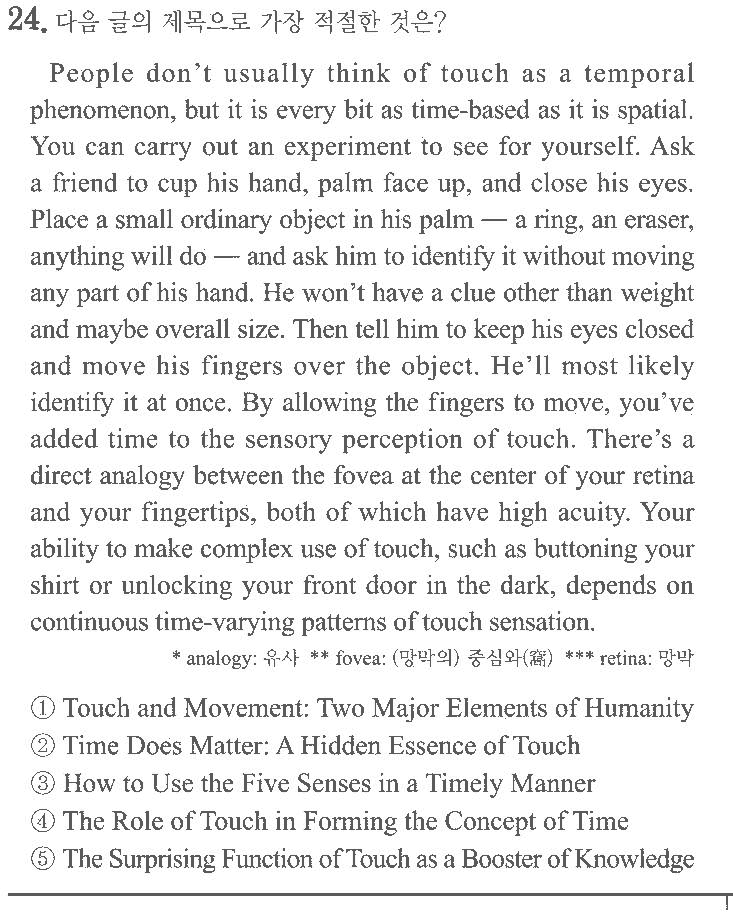 24. 다음 글의 제목으로 가장 적절한 것은?
People don't usually think of touch as a temporal
phenomenon, but it is every bit as time-based as it is spatial.
You can carry out an experiment to see for yourself. Ask
a friend to cup his hand, palm face up, and close his eyes.
Place a small ordinary object in his palm — a ring, an eraser,
anything will do — and ask him to identify it without moving
any part of his hand. He won't have a clue other than weight
and maybe overall size. Then tell him to keep his eyes closed
and move his fingers over the object. He'll most likely
identify it at once. By allowing the fingers to move, you've
added time to the sensory perception of touch. There's a
direct analogy between the fovea at the center of your retina
and your fingertips, both of which have high acuity. Your
ability to make complex use of touch, such as buttoning your
shirt or unlocking your front door in the dark, depends on
continuous time-varying patterns of touch sensation.
* analogy: 유사 ** fovea: (망막의) 중심와(窩) *** retina: 망막
① Touch and Movement: Two Major Elements of Humanity
② Time Does Matter: A Hidden Essence of Touch
③ How to Use the Five Senses in a Timely Manner
④ The Role of Touch in Forming the Concept of Time
⑤ The Surprising Function of Touch as a Booster of Knowledge